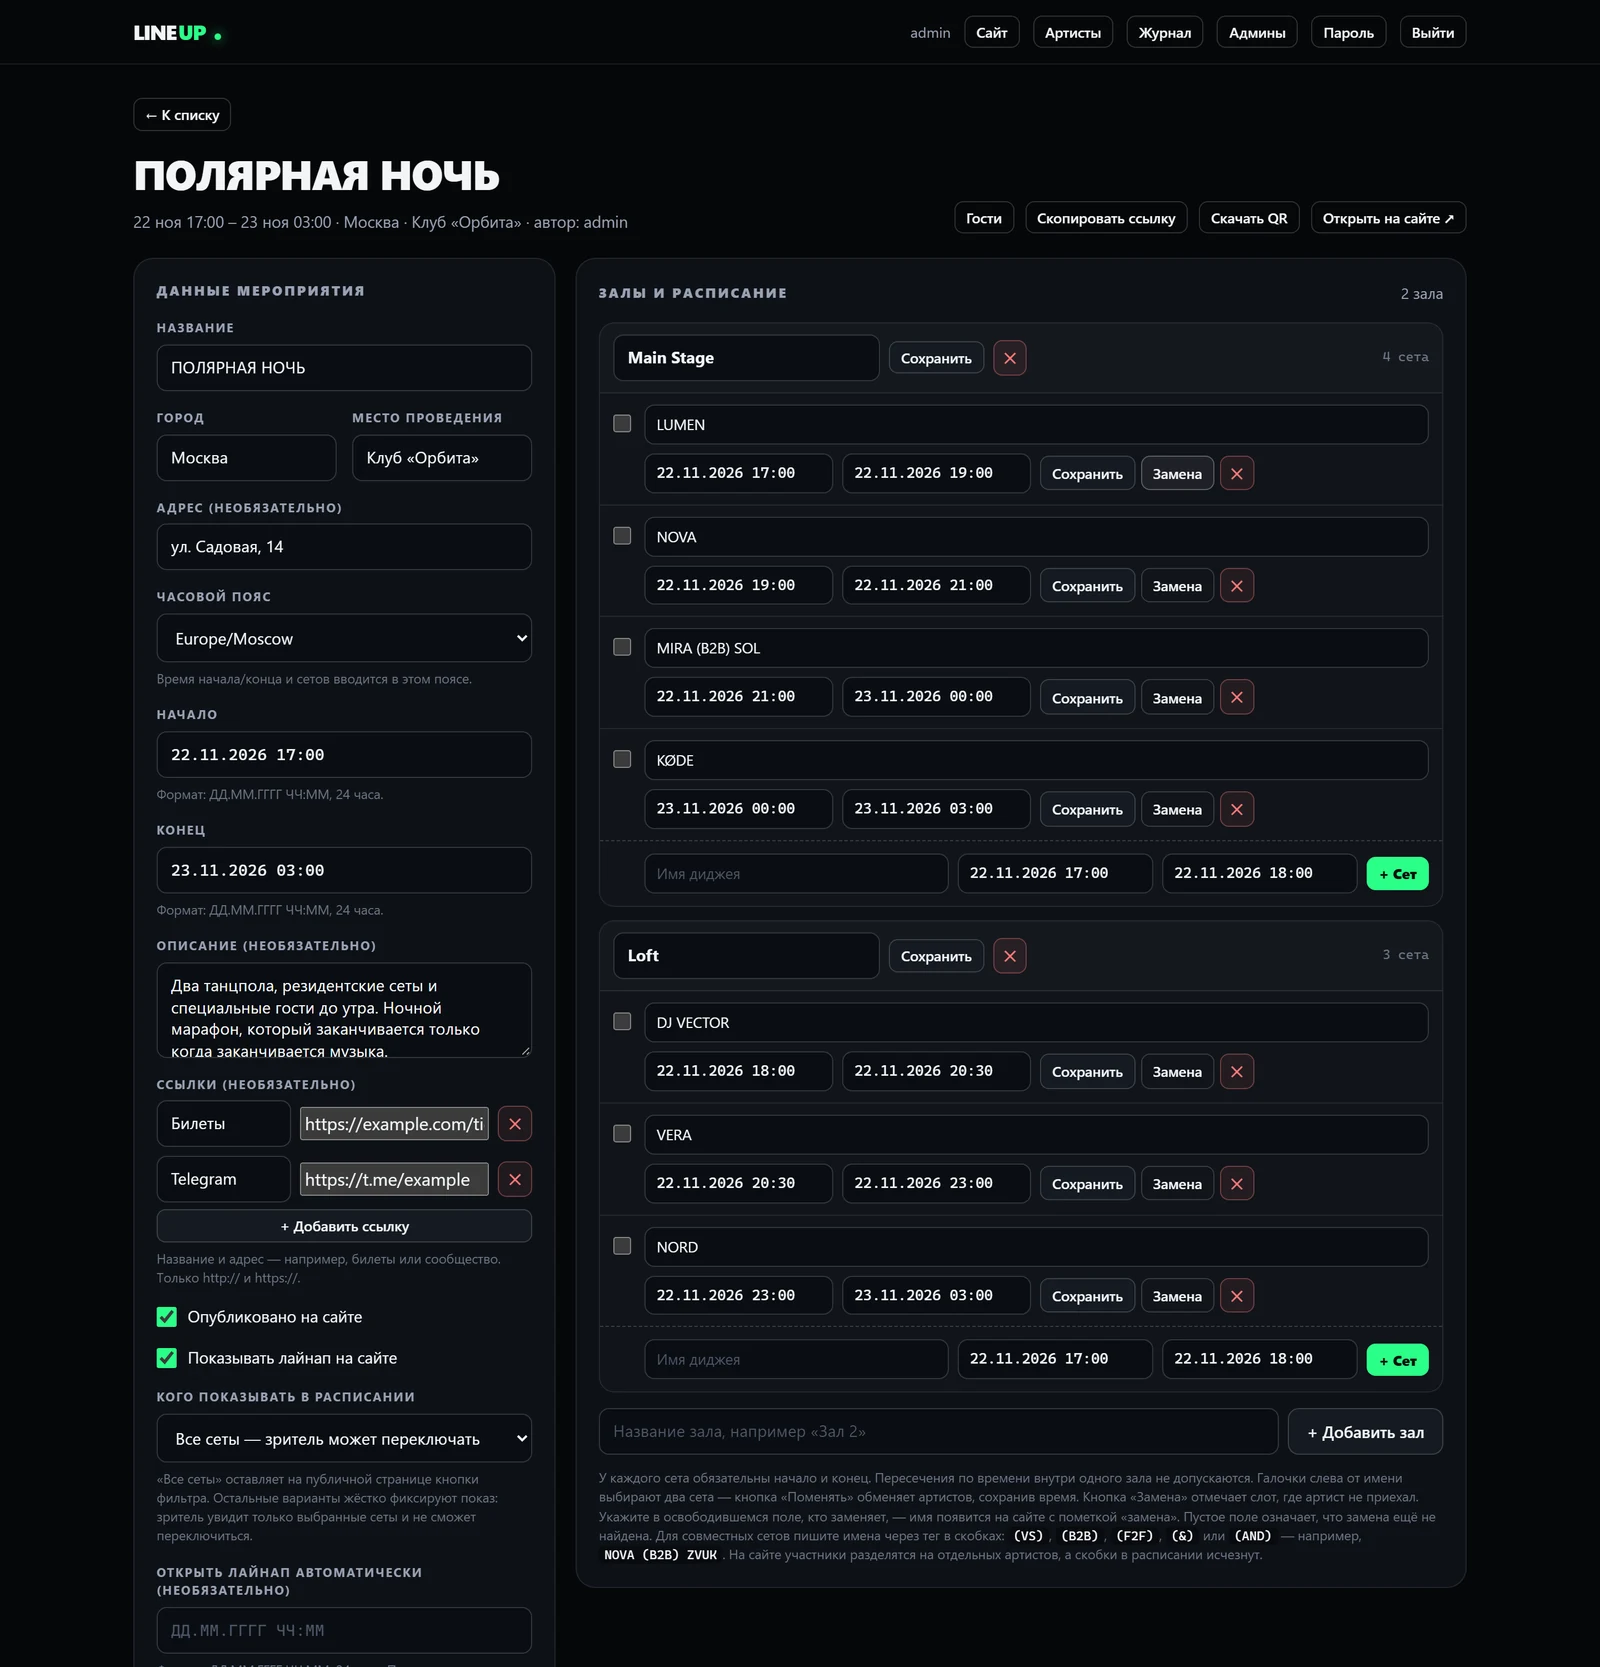 LINEUP
admin
Сайт
Артисты
Журнал
Админы
Пароль
Выйти
← К списку
ПОЛЯРНАЯ НОЧЬ
22 ноя 17:00 – 23 ноя 03:00 · Москва · Клуб «Орбита» · автор: admin
Гости
Скопировать ссылку
Скачать QR
Открыть на сайте ↗
ДАННЫЕ МЕРОПРИЯТИЯ
НАЗВАНИЕ
ПОЛЯРНАЯ НОЧЬ
ГОРОД
МЕСТО ПРОВЕДЕНИЯ
Москва
Клуб «Орбита»
АДРЕС (НЕОБЯЗАТЕЛЬНО)
ул. Садовая, 14
ЧАСОВОЙ ПОЯС
Europe/Moscow
Время начала/конца и сетов вводится в этом поясе.
НАЧАЛО
22.11.2026 17:00
Формат: ДД.ММ.ГГГГ ЧЧ:ММ, 24 часа.
КОНЕЦ
23.11.2026 03:00
Формат: ДД.ММ.ГГГГ ЧЧ:ММ, 24 часа.
ОПИСАНИЕ (НЕОБЯЗАТЕЛЬНО)
Два танцпола, резидентские сеты и
специальные гости до утра. Ночной
марафон, который заканчивается только
когда заканчивается музыка.
ССЫЛКИ (НЕОБЯЗАТЕЛЬНО)
Билеты
https://example.com/ti
Telegram
https://t.me/example
+ Добавить ссылку
Название и адрес — например, билеты или сообщество.
Только http:// и https://.
Опубликовано на сайте
Показывать лайнап на сайте
КОГО ПОКАЗЫВАТЬ В РАСПИСАНИИ
Все сеты — зритель может переключать
«Все сеты» оставляет на публичной странице кнопки
фильтра. Остальные варианты жёстко фиксируют показ:
зритель увидит только выбранные сеты и не сможет
переключиться.
ОТКРЫТЬ ЛАЙНАП АВТОМАТИЧЕСКИ
(НЕОБЯЗАТЕЛЬНО)
ДД.ММ.ГГГГ ЧЧ:ММ
ЗАЛЫ И РАСПИСАНИЕ
2 зала
Main Stage
Сохранить
4 сета
LUMEN
22.11.2026 17:00
22.11.2026 19:00
Сохранить
Замена
NOVA
22.11.2026 19:00
22.11.2026 21:00
Сохранить
Замена
MIRA (B2B) SOL
22.11.2026 21:00
23.11.2026 00:00
Сохранить
Замена
KØDE
23.11.2026 00:00
23.11.2026 03:00
Сохранить
Замена
Имя диджея
22.11.2026 17:00
22.11.2026 18:00
+ Сет
Loft
Сохранить
3 сета
DJ VECTOR
22.11.2026 18:00
22.11.2026 20:30
Сохранить
Замена
VERA
22.11.2026 20:30
22.11.2026 23:00
Сохранить
Замена
NORD
22.11.2026 23:00
23.11.2026 03:00
Сохранить
Замена
Имя диджея
22.11.2026 17:00
22.11.2026 18:00
+ Сет
Название зала, например «Зал 2»
+ Добавить зал
У каждого сета обязательны начало и конец. Пересечения по времени внутри одного зала не допускаются. Галочки слева от имени
выбирают два сета — кнопка «Поменять» обменяет артистов, сохранив время. Кнопка «Замена» отмечает слот, где артист не приехал.
Укажите в освободившемся поле, кто заменяет, — имя появится на сайте с пометкой «замена». Пустое поле означает, что замена ещё не
найдена. Для совместных сетов пишите имена через тег в скобках: (VS), (B2B), (F2F), (&) или (AND) — например,
NOVA (B2B) ZVUK. На сайте участники разделятся на отдельных артистов, а скобки в расписании исчезнут.